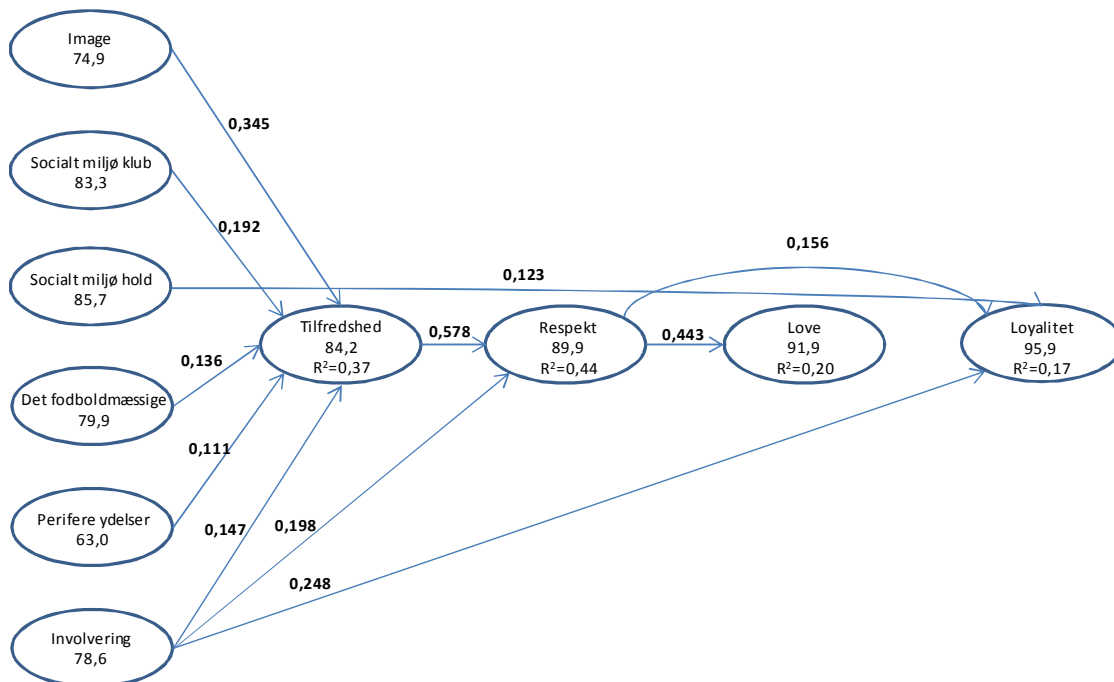 Image
74,9
0,345
Socialt miljø klub
83,3
0,192
Socialt miljø hold
85,7
0,123
0,156
Tilfredshed
84,2
R²=0,37
0,578
Respekt
89,9
R²=0,44
0,443
Love
91,9
R²=0,20
Loyalitet
95,9
R²=0,17
0,136
Det fodboldmæssige
79,9
0,111
Perifere ydelser
63,0
0,147
0,198
0,248
Involvering
78,6